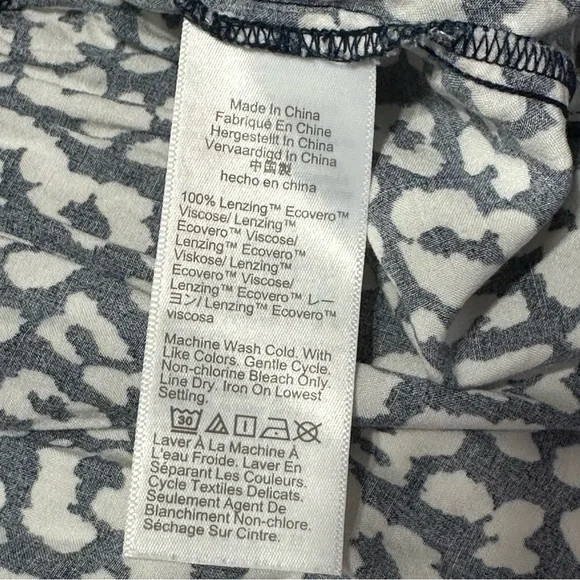 Made In China
Fabriqué En Chine
Hergestellt In China
Vervaardigd In China
中国製
hecho en china
100% Lenzing™ Ecovero™
Viscose/ Lenzing™
Ecovero™ Viscose/
Lenzing™ Ecovero™
Viskose/ Lenzing™
Ecovero™ Viscose/
Lenzing™ Ecovero™ レー
ヨン/ Lenzing™ Ecovero™
viscosa
Machine Wash Cold. With
Like Colors. Gentle Cycle.
Non-chlorine Bleach Only.
Line Dry. Iron On Lowest
Setting.
30
Laver À La Machine À
L'eau Froide. Laver En
Séparant Les Couleurs.
Cycle Textiles Delicats.
Seulement Agent De
Blanchiment Non-chlore.
Séchage Sur Cintre.